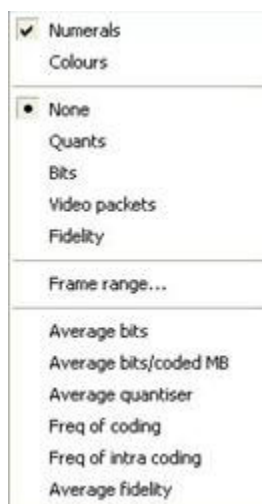 Numerals
Colours
None
Quants
Bits
Video packets
Fidelity
Frame range...
Average bits
Average bits/coded MB
Average quantiser
Freq of coding
Freq of intra coding
Average fidelity